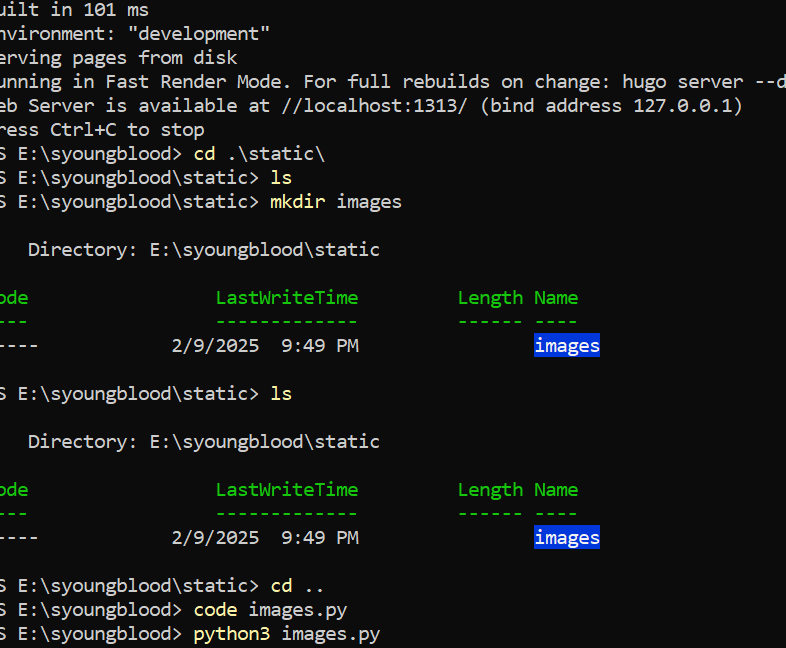 uilt in 101 ms
nvironment: "development"
erving pages from disk
unning in Fast Render Mode. For full rebuilds on change: hugo server --d
eb Server is available at //localhost:1313/ (bind address 127.0.0.1)
ress Ctrl+C to stop
S E:\syoungblood> cd .\static\
S E:\syoungblood\static> ls
S E:\syoungblood\static> mkdir images
Directory: E:\syoungblood\static
ode LastWriteTime Length Name
--- ------------- ------ ----
---- 2/9/2025 9:49 PM images
S E:\syoungblood\static> ls
Directory: E:\syoungblood\static
ode LastWriteTime Length Name
--- ------------- ------ ----
---- 2/9/2025 9:49 PM images
S E:\syoungblood\static> cd ..
S E:\syoungblood> code images.py
S E:\syoungblood> python3 images.py